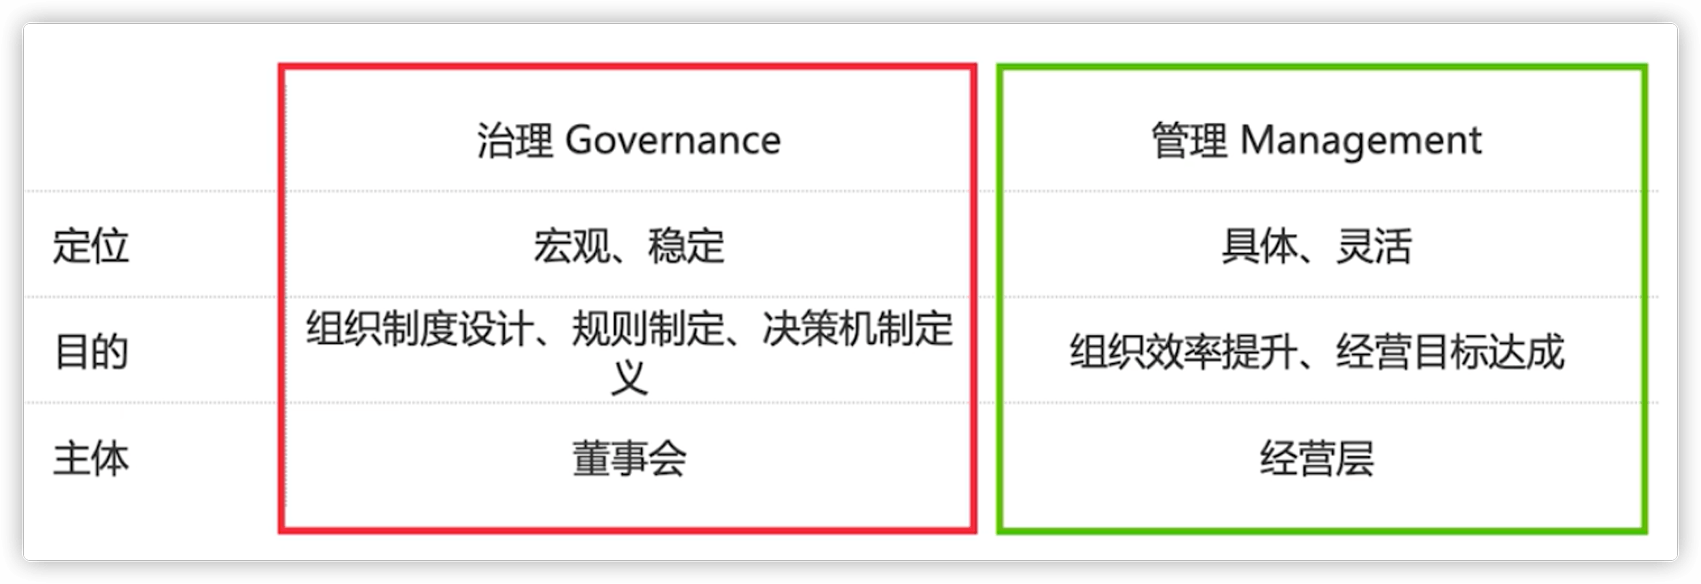 治理 Governance
管理 Management
定位
宏观、稳定
具体、灵活
目的
组织制度设计、规则制定、决策机制定
义
组织效率提升、经营目标达成
主体
董事会
经营层